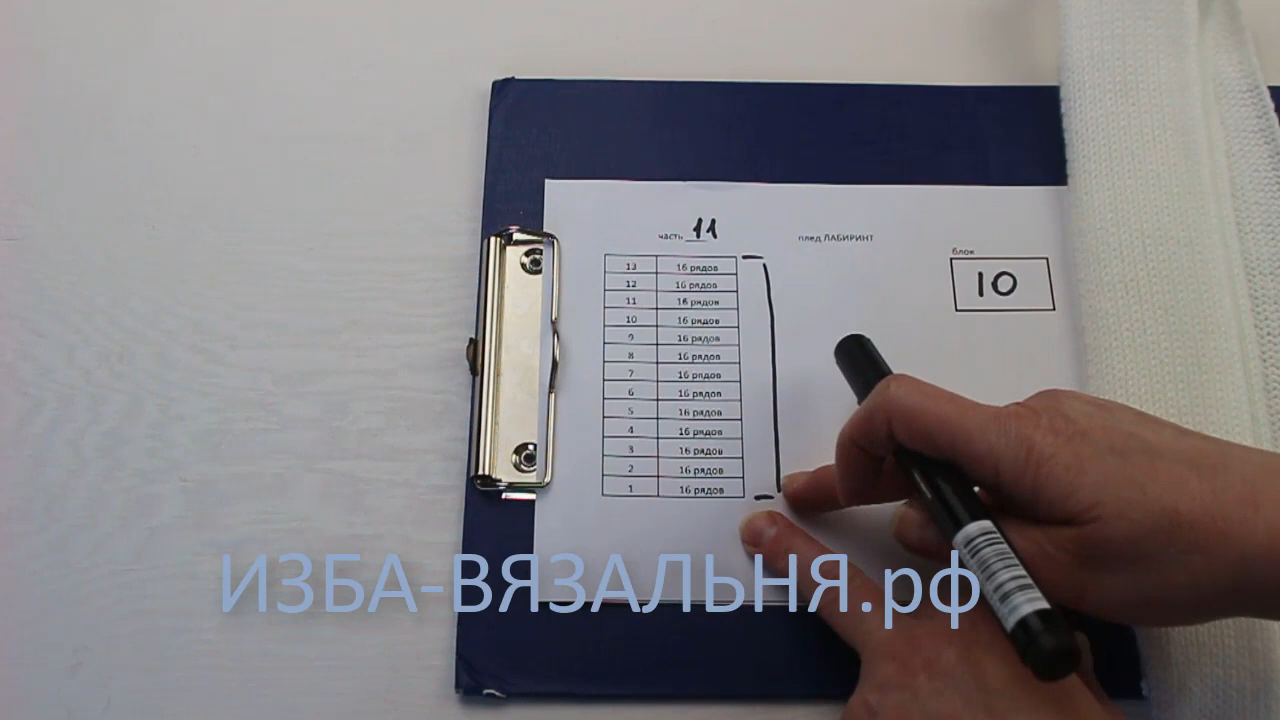 часть 11
плед ЛАБИРИНТ
блок
10
13 16 рядов
12 16 рядов
11 16 рядов
10 16 рядов
9 16 рядов
8 16 рядов
7 16 рядов
6 16 рядов
5 16 рядов
4 16 рядов
3 16 рядов
2 16 рядов
1 16 рядов
ИЗБА-ВЯЗАЛЬНЯ.рф